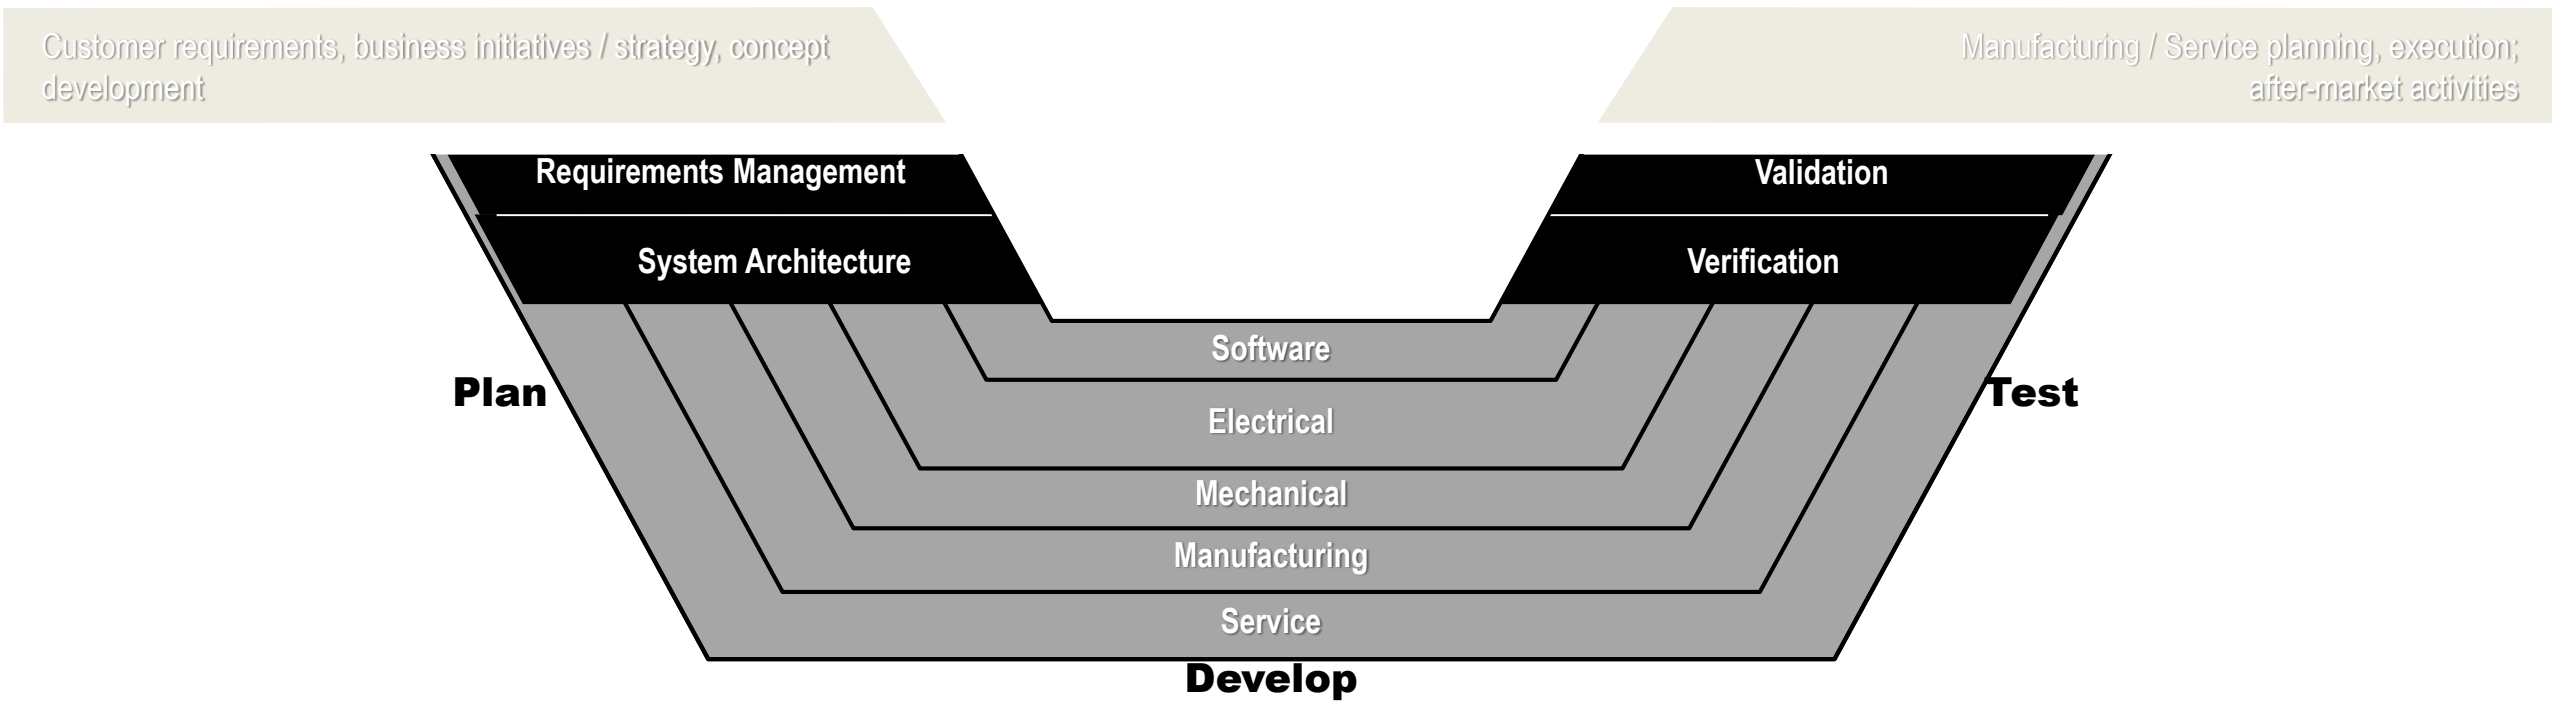 Customer requirements, business initiatives / strategy, concept
development
Manufacturing / Service planning, execution;
after-market activities
Requirements Management
Validation
System Architecture
Verification
Software
Plan
Test
Electrical
Mechanical
Manufacturing
Service
Develop